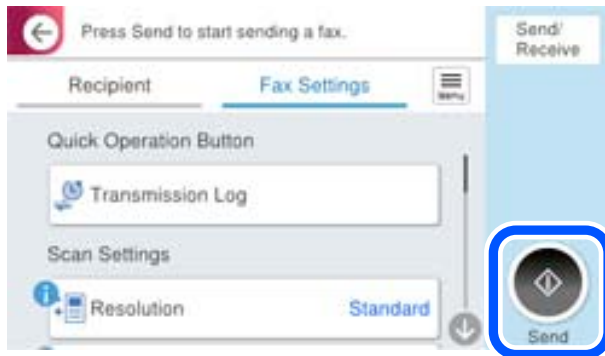 Press Send to start sending a fax.
Send/
Receive
Recipient
Fax Settings
Menu
Quick Operation Button
Transmission Log
Scan Settings
Resolution
Standard
Send